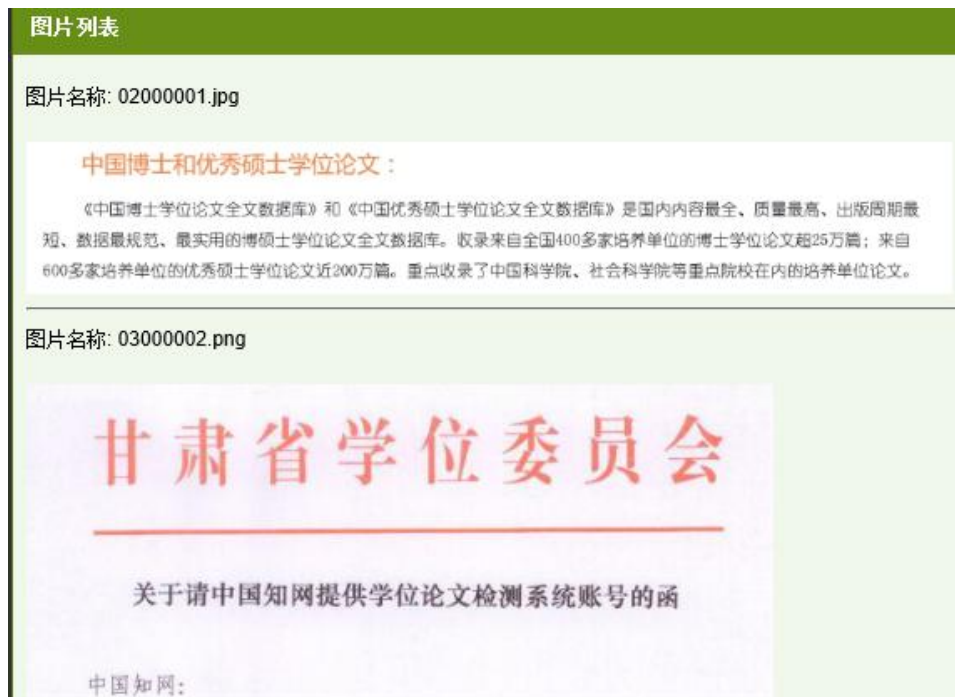 图片列表
图片名称: 02000001.jpg
中国博士和优秀硕士学位论文：
《中国博士学位论文全文数据库》和《中国优秀硕士学位论文全文数据库》是国内内容最全、质量最高、出版周期最
短、数据最规范、最实用的博硕士学位论文全文数据库。收录来自全国400多家培养单位的博士学位论文超25万篇；来自
600多家培养单位的优秀硕士学位论文近200万篇。重点收录了中国科学院、社会科学院等重点院校在内的培养单位论文。
图片名称: 03000002.png
甘肃省学位委员会
关于请中国知网提供学位论文检测系统账号的函
中国知网：